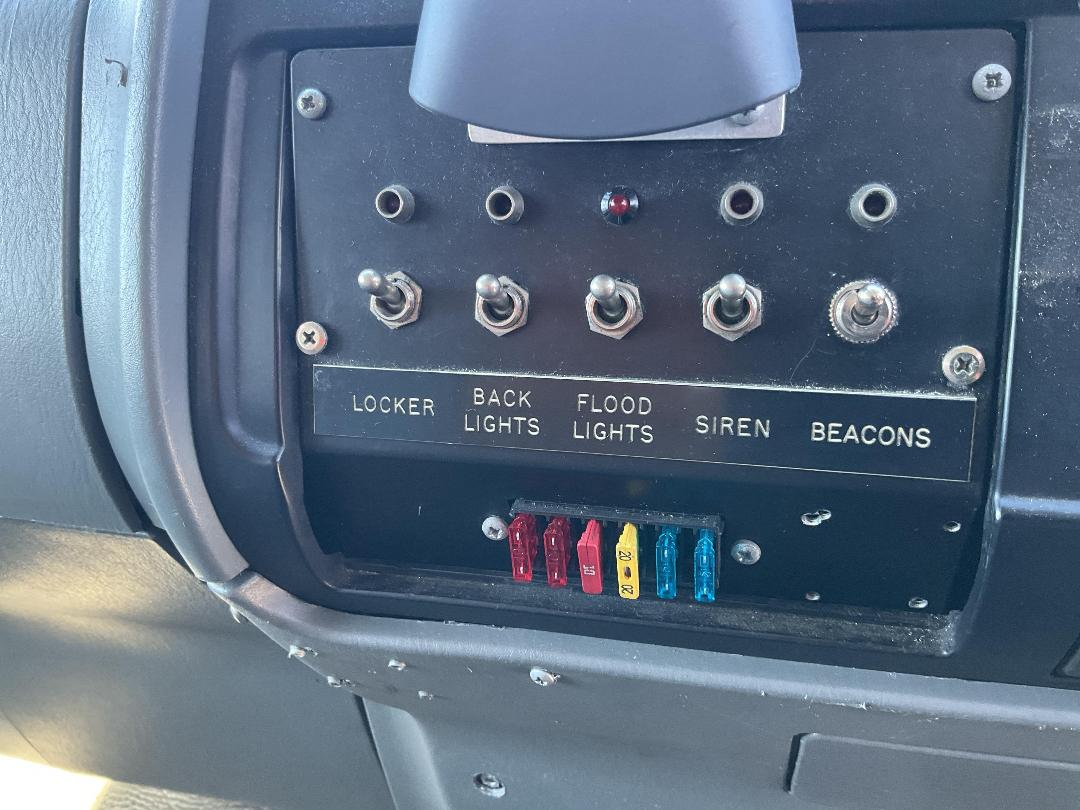 LOCKER
BACK
LIGHTS
FLOOD
LIGHTS
SIREN
BEACONS
10
20
20